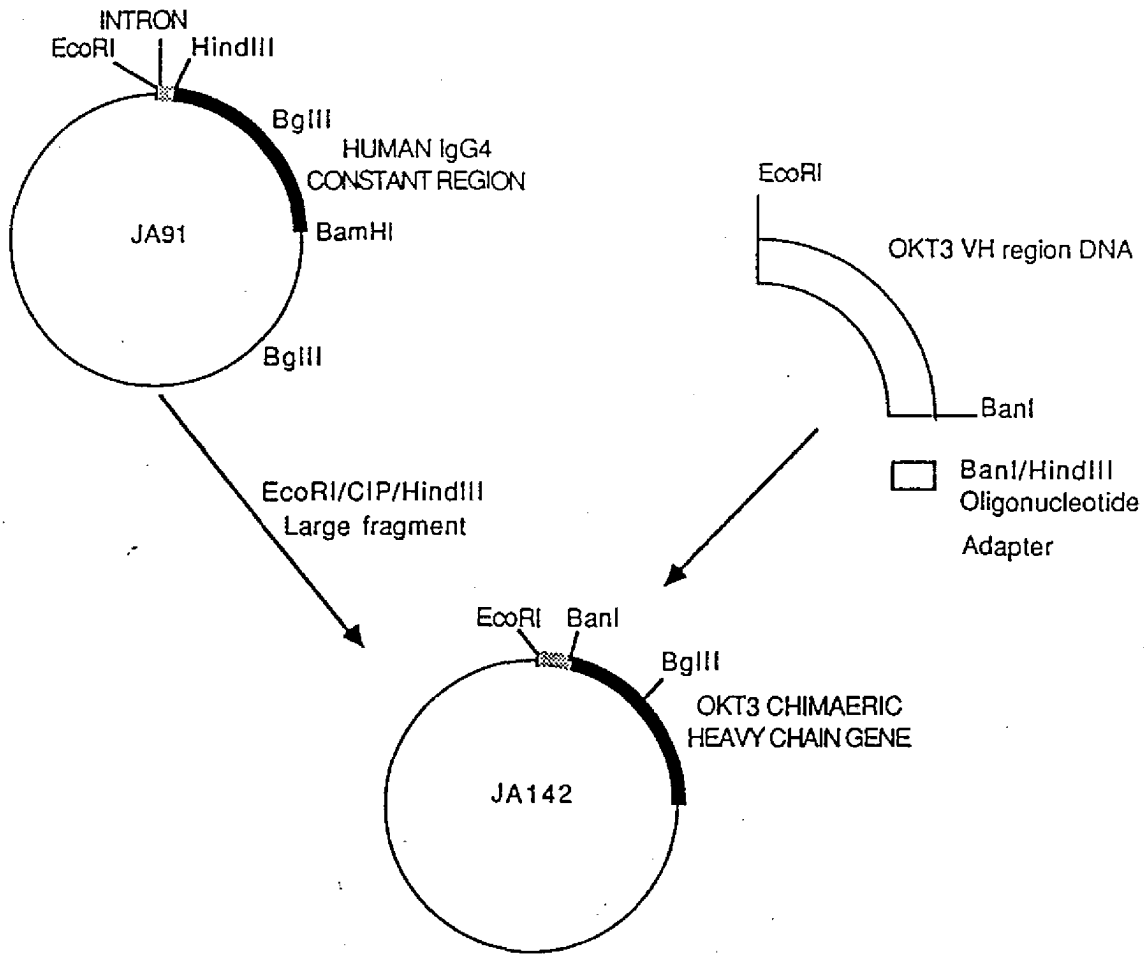 INTRON
EcoRI
HindIII
BglII
HUMAN IgG4
CONSTANT REGION
JA91
BamHI
BglII
EcoRI
OKT3 VH region DNA
BanI
BanI/HindIII
Oligonucleotide
Adapter
EcoRI/CIP/HindIII
Large fragment
EcoRI
BanI
BglII
OKT3 CHIMAERIC
HEAVY CHAIN GENE
JA142